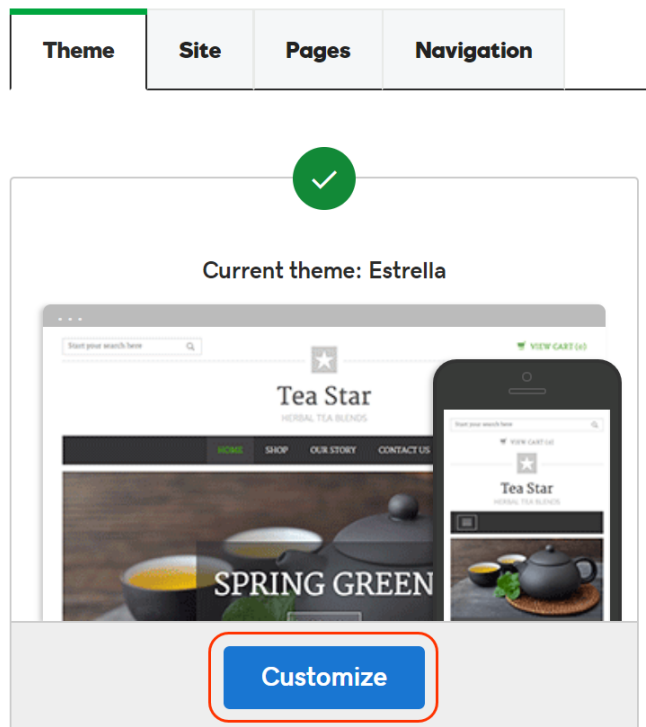 Theme Site Pages Navigation
Current theme: Estrella
Start your search here
VIEW CART (0)
Tea Star
HERBAL TEA BLENDS
HOME SHOP OUR STORY CONTACT US
SPRING GREEN
Start your search here
VIEW CART (0)
Tea Star
HERBAL TEA BLENDS
Customize